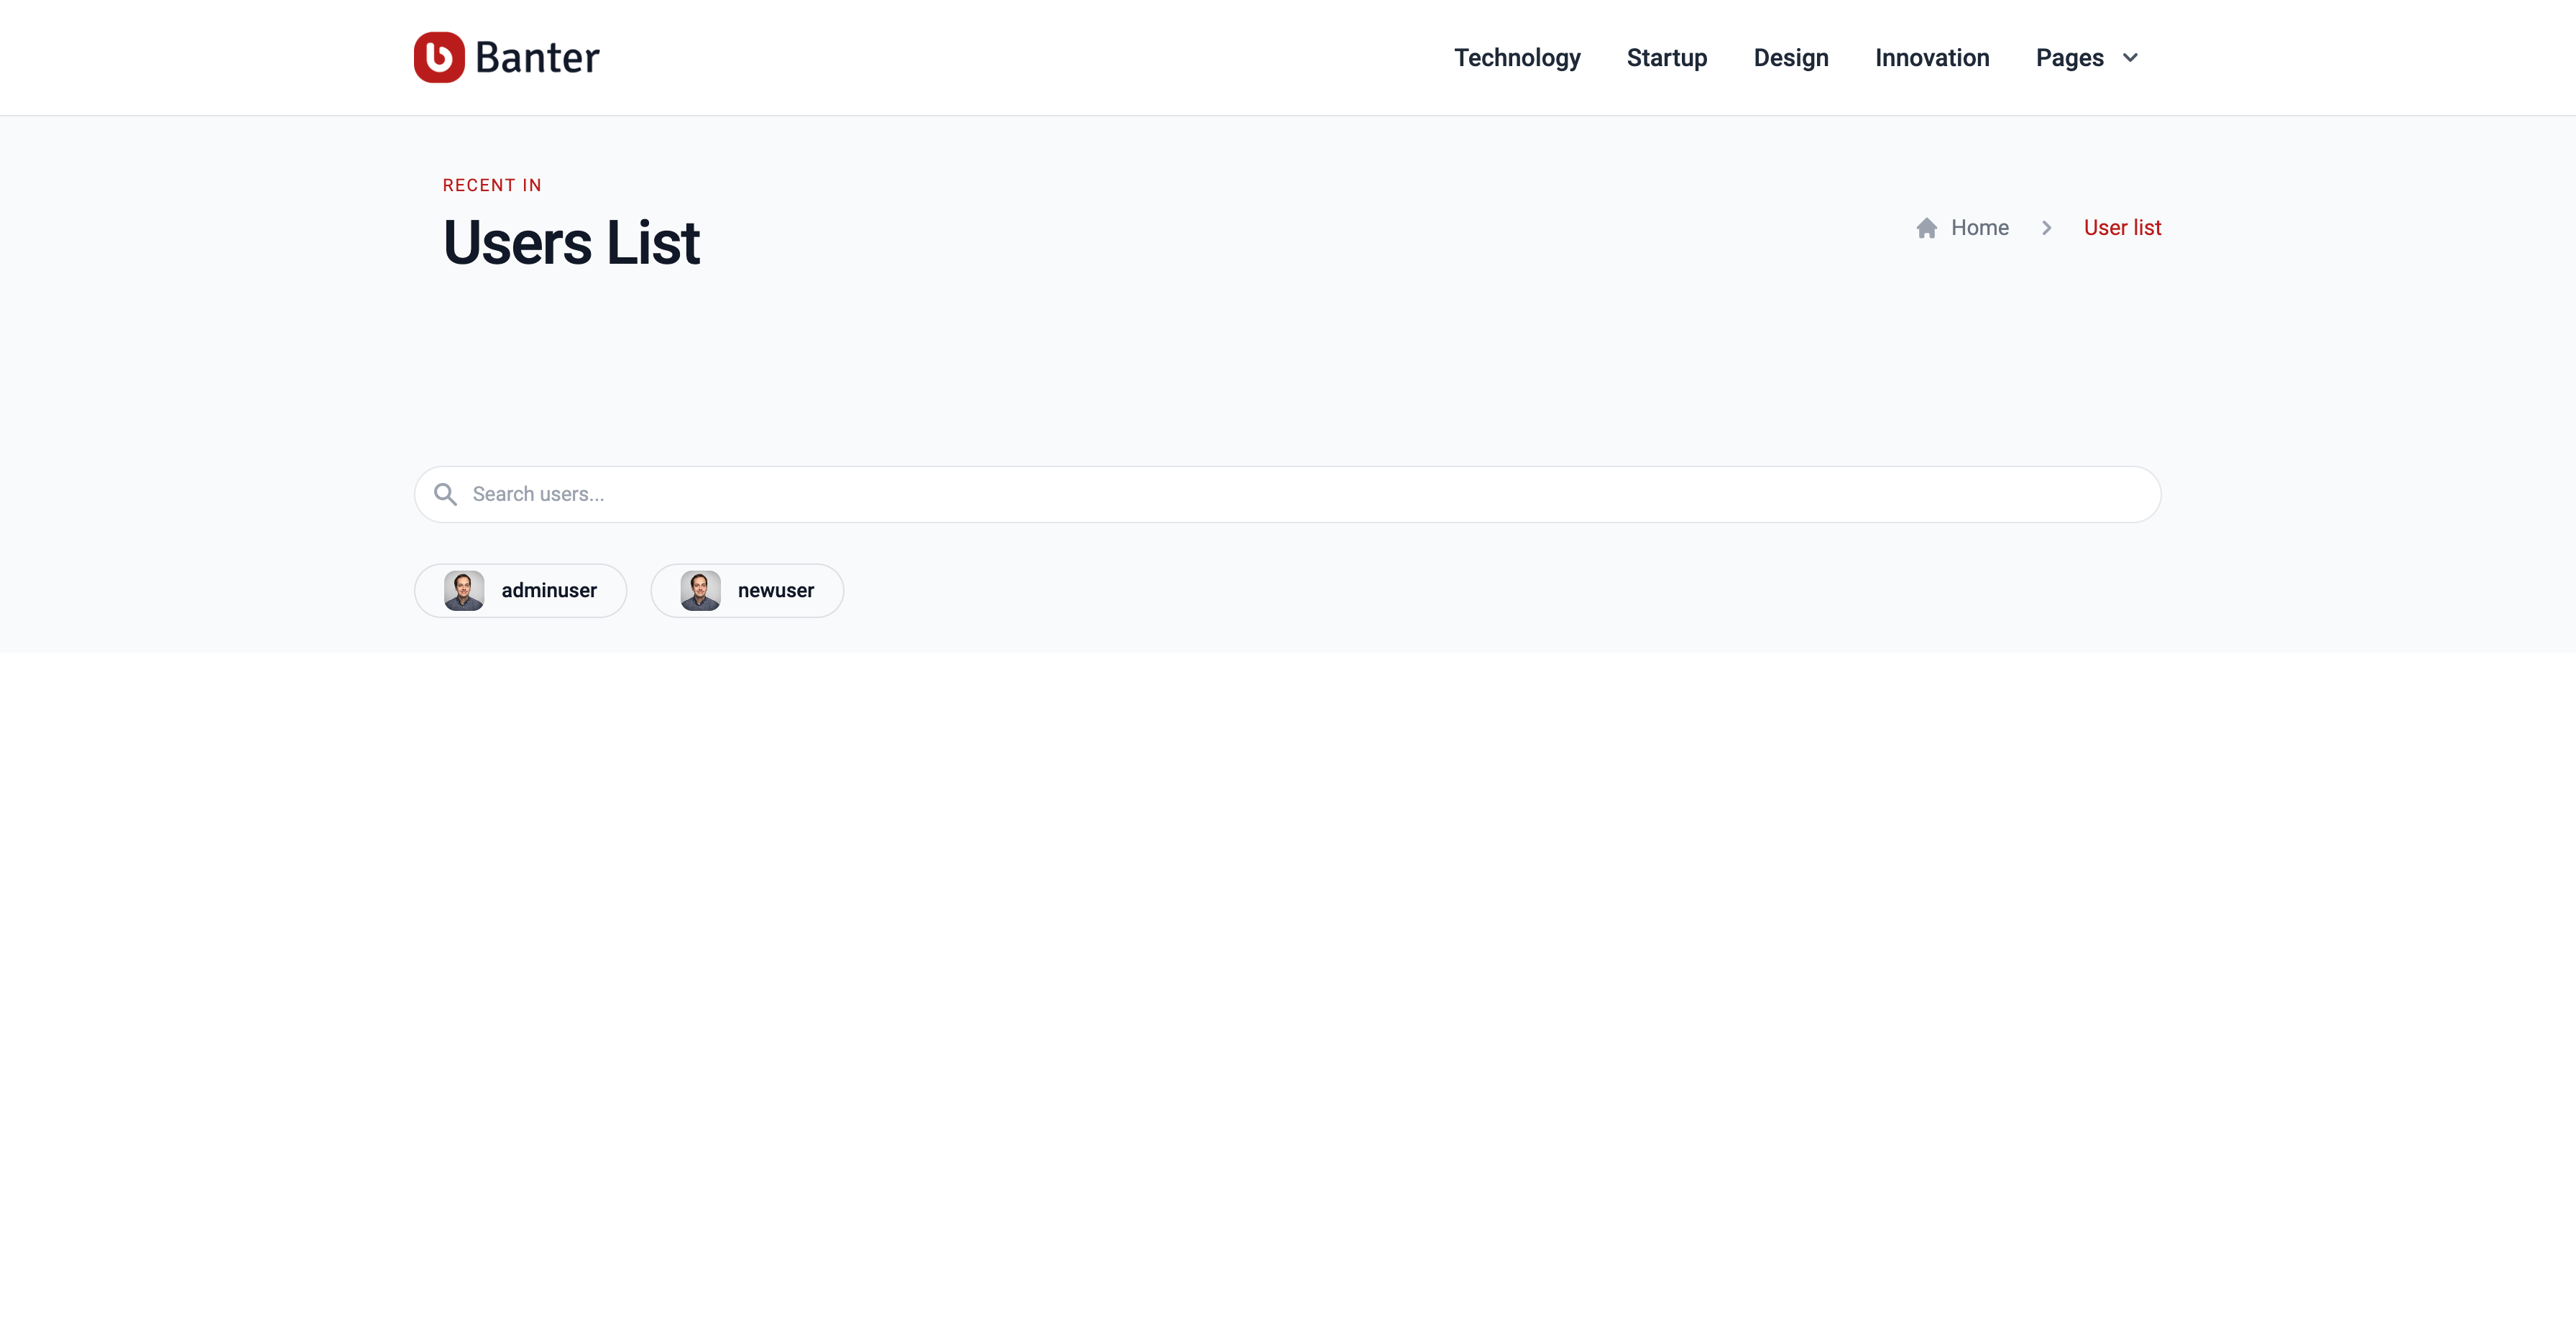 Banter
Technology Startup Design Innovation Pages
RECENT IN
Users List
Home User list
Search users...
adminuser newuser